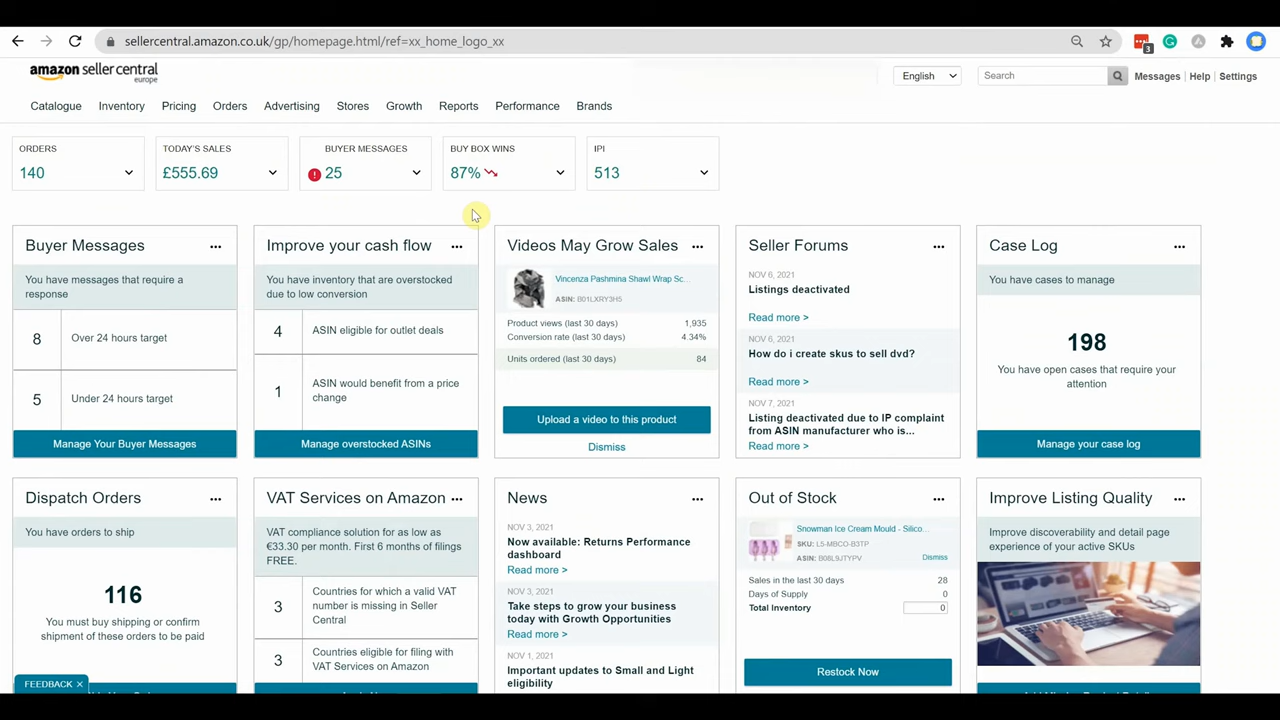 sellercentral.amazon.co.uk/gp/homepage.html/ref=xx_home_logo_xx
3
amazon seller central
europe
English
Search
Messages | Help | Settings
Catalogue Inventory Pricing Orders Advertising Stores Growth Reports Performance Brands
ORDERS
140
TODAY'S SALES
£555.69
BUYER MESSAGES
25
BUY BOX WINS
87%
IPI
513
Buyer Messages
You have messages that require a
response
8 Over 24 hours target
5 Under 24 hours target
Manage Your Buyer Messages
Improve your cash flow
You have inventory that are overstocked
due to low conversion
4 ASIN eligible for outlet deals
1 ASIN would benefit from a price
change
Manage overstocked ASINs
Videos May Grow Sales
Vincenza Pashmina Shawl Wrap Sc...
ASIN: B01LXRY3H5
Product views (last 30 days) 1,935
Conversion rate (last 30 days) 4.34%
Units ordered (last 30 days) 84
Upload a video to this product
Dismiss
Seller Forums
NOV 6, 2021
Listings deactivated
Read more >
NOV 6, 2021
How do i create skus to sell dvd?
Read more >
NOV 7, 2021
Listing deactivated due to IP complaint
from ASIN manufacturer who is...
Read more >
Case Log
You have cases to manage
198
You have open cases that require your
attention
Manage your case log
Dispatch Orders
You have orders to ship
116
You must buy shipping or confirm
shipment of these orders to be paid
FEEDBACK ×
VAT Services on Amazon
VAT compliance solution for as low as
€33.30 per month. First 6 months of filings
FREE.
3 Countries for which a valid VAT
number is missing in Seller
Central
3 Countries eligible for filing with
VAT Services on Amazon
News
NOV 3, 2021
Now available: Returns Performance
dashboard
Read more >
NOV 3, 2021
Take steps to grow your business
today with Growth Opportunities
Read more >
NOV 1, 2021
Important updates to Small and Light
eligibility
Out of Stock
Snowman Ice Cream Mould - Silico...
SKU: L5-MBCO-B3TP
ASIN: B08L9JTYPV
Dismiss
Sales in the last 30 days 28
Days of Supply 0
Total Inventory 0
Restock Now
Improve Listing Quality
Improve discoverability and detail page
experience of your active SKUs